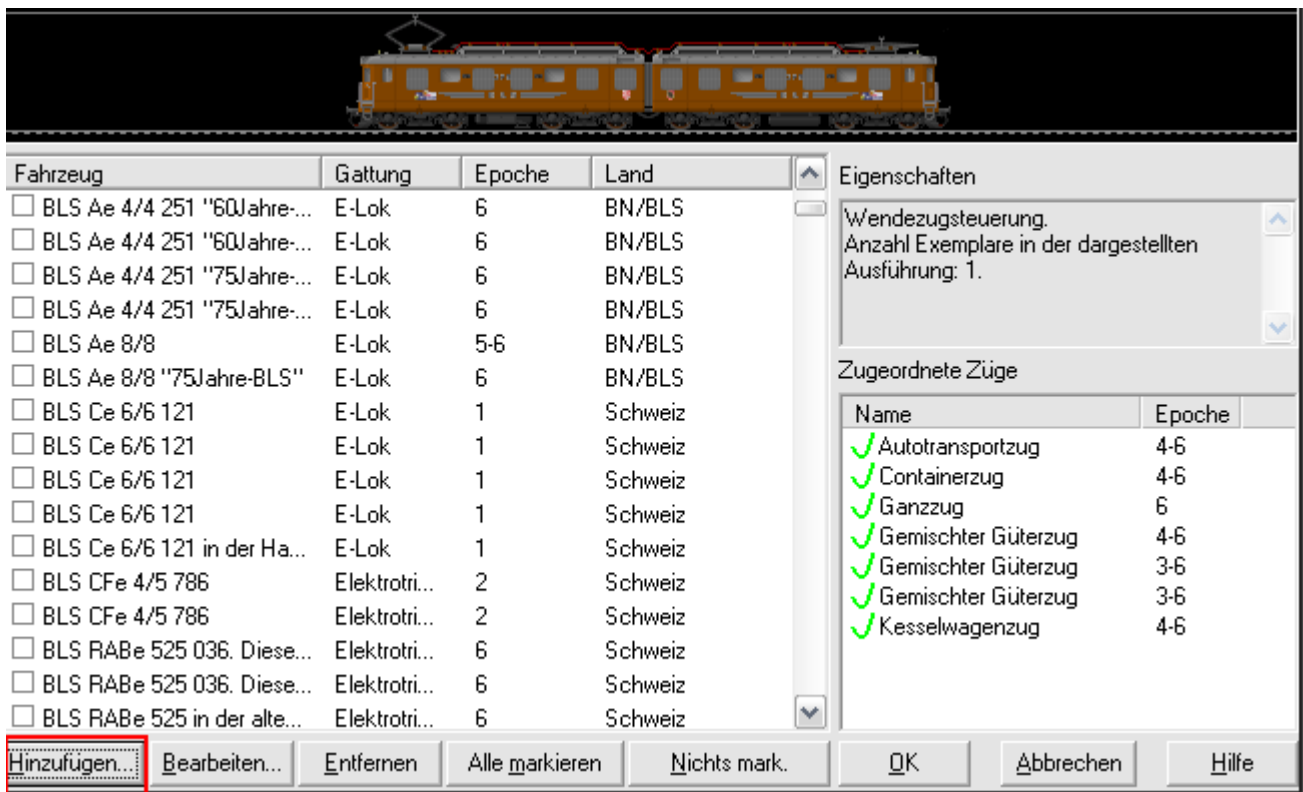 Fahrzeug Gattung Epoche Land
BLS Ae 4/4 251 "60Jahre-... E-Lok 6 BN/BLS
BLS Ae 4/4 251 "60Jahre-... E-Lok 6 BN/BLS
BLS Ae 4/4 251 "75Jahre-... E-Lok 6 BN/BLS
BLS Ae 4/4 251 "75Jahre-... E-Lok 6 BN/BLS
BLS Ae 8/8 E-Lok 5-6 BN/BLS
BLS Ae 8/8 "75Jahre-BLS" E-Lok 6 BN/BLS
BLS Ce 6/6 121 E-Lok 1 Schweiz
BLS Ce 6/6 121 E-Lok 1 Schweiz
BLS Ce 6/6 121 E-Lok 1 Schweiz
BLS Ce 6/6 121 E-Lok 1 Schweiz
BLS Ce 6/6 121 in der Ha... E-Lok 1 Schweiz
BLS CFe 4/5 786 Elektrotri... 2 Schweiz
BLS CFe 4/5 786 Elektrotri... 2 Schweiz
BLS RABe 525 036. Diese... Elektrotri... 6 Schweiz
BLS RABe 525 036. Diese... Elektrotri... 6 Schweiz
BLS RABe 525 in der alte... Elektrotri... 6 Schweiz
Eigenschaften
Wendezugsteuerung.
Anzahl Exemplare in der dargestellten
Ausführung: 1.
Zugeordnete Züge
Name Epoche
Autotransportzug 4-6
Containerzug 4-6
Ganzzug 6
Gemischter Güterzug 4-6
Gemischter Güterzug 3-6
Gemischter Güterzug 3-6
Kesselwagenzug 4-6
Hinzufügen... Bearbeiten... Entfernen Alle markieren Nichts mark. OK Abbrechen Hilfe